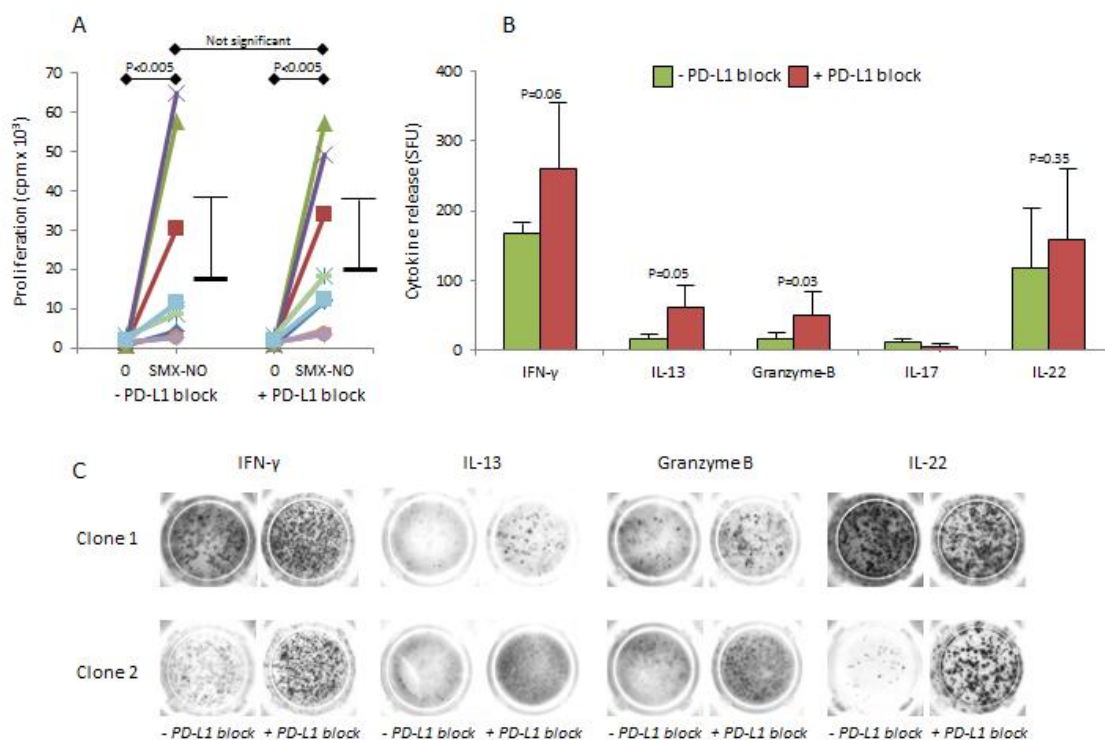 A
Not significant
P<0.005
P<0.005
70
60
50
40
30
20
10
0
Proliferation (cpm x 10³)
0 SMX-NO 0 SMX-NO
- PD-L1 block + PD-L1 block
B
- PD-L1 block + PD-L1 block
400
300
200
100
0
Cytokine release (SFU)
P=0.06
P=0.05
P=0.03
P=0.35
IFN-γ IL-13 Granzyme-B IL-17 IL-22
C
IFN-γ IL-13 Granzyme B IL-22
Clone 1
Clone 2
- PD-L1 block + PD-L1 block - PD-L1 block + PD-L1 block - PD-L1 block + PD-L1 block - PD-L1 block + PD-L1 block